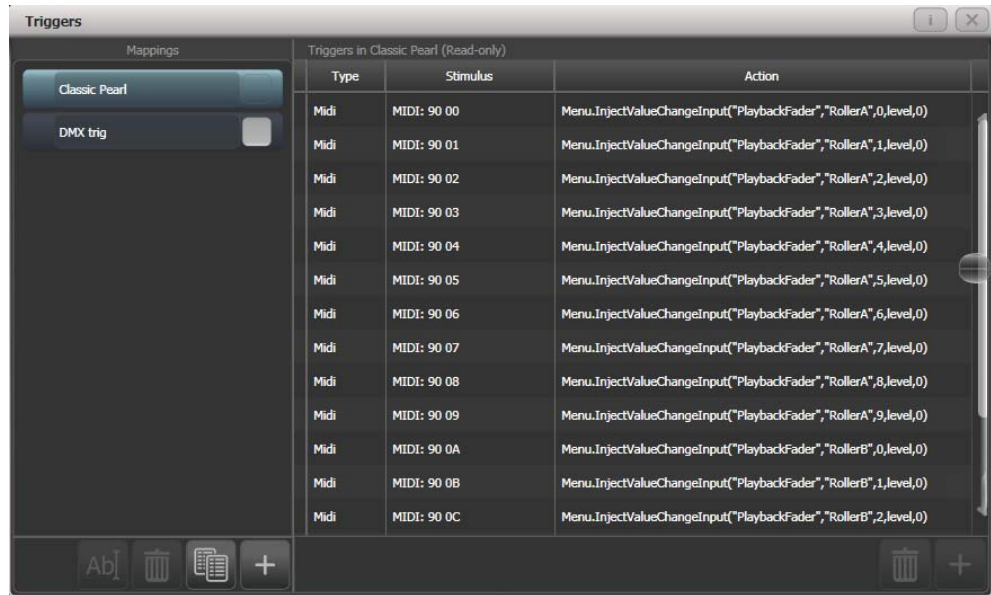 Triggers
i
Mappings
Triggers in Classic Pearl (Read-only)
Classic Pearl
DMX trig
Type Stimulus Action
Midi MIDI: 90 00 Menu.InjectValueChangeInput("PlaybackFader","RollerA",0,level,0)
Midi MIDI: 90 01 Menu.InjectValueChangeInput("PlaybackFader","RollerA",1,level,0)
Midi MIDI: 90 02 Menu.InjectValueChangeInput("PlaybackFader","RollerA",2,level,0)
Midi MIDI: 90 03 Menu.InjectValueChangeInput("PlaybackFader","RollerA",3,level,0)
Midi MIDI: 90 04 Menu.InjectValueChangeInput("PlaybackFader","RollerA",4,level,0)
Midi MIDI: 90 05 Menu.InjectValueChangeInput("PlaybackFader","RollerA",5,level,0)
Midi MIDI: 90 06 Menu.InjectValueChangeInput("PlaybackFader","RollerA",6,level,0)
Midi MIDI: 90 07 Menu.InjectValueChangeInput("PlaybackFader","RollerA",7,level,0)
Midi MIDI: 90 08 Menu.InjectValueChangeInput("PlaybackFader","RollerA",8,level,0)
Midi MIDI: 90 09 Menu.InjectValueChangeInput("PlaybackFader","RollerA",9,level,0)
Midi MIDI: 90 0A Menu.InjectValueChangeInput("PlaybackFader","RollerB",0,level,0)
Midi MIDI: 90 0B Menu.InjectValueChangeInput("PlaybackFader","RollerB",1,level,0)
Midi MIDI: 90 0C Menu.InjectValueChangeInput("PlaybackFader","RollerB",2,level,0)
Ab